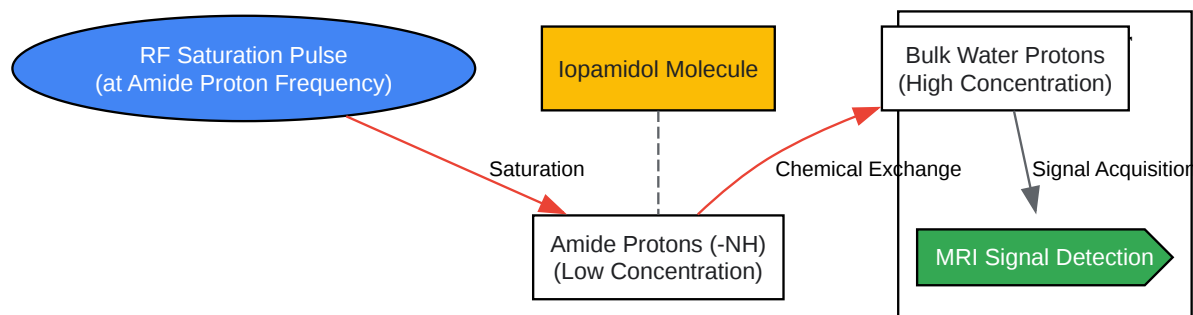 RF Saturation Pulse
(at Amide Proton Frequency)
Iopamidol Molecule
Bulk Water Protons
(High Concentration)
Saturation
Chemical Exchange
Signal Acquisition
Amide Protons (-NH)
(Low Concentration)
MRI Signal Detection